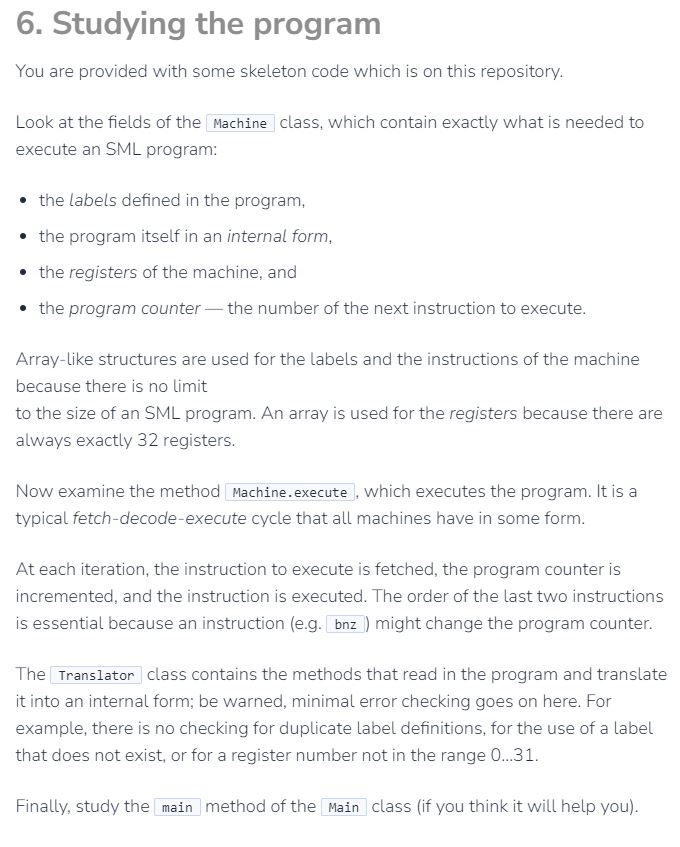 6. Studying the program
You are provided with some skeleton code which is on this repository.
Look at the fields of the Machine class, which contain exactly what is needed to
execute an SML program:
• the labels defined in the program,
• the program itself in an internal form,
• the registers of the machine, and
• the program counter — the number of the next instruction to execute.
Array-like structures are used for the labels and the instructions of the machine
because there is no limit
to the size of an SML program. An array is used for the registers because there are
always exactly 32 registers.
Now examine the method Machine.execute, which executes the program. It is a
typical fetch-decode-execute cycle that all machines have in some form.
At each iteration, the instruction to execute is fetched, the program counter is
incremented, and the instruction is executed. The order of the last two instructions
is essential because an instruction (e.g. bnz) might change the program counter.
The Translator class contains the methods that read in the program and translate
it into an internal form; be warned, minimal error checking goes on here. For
example, there is no checking for duplicate label definitions, for the use of a label
that does not exist, or for a register number not in the range 0...31.
Finally, study the main method of the Main class (if you think it will help you).